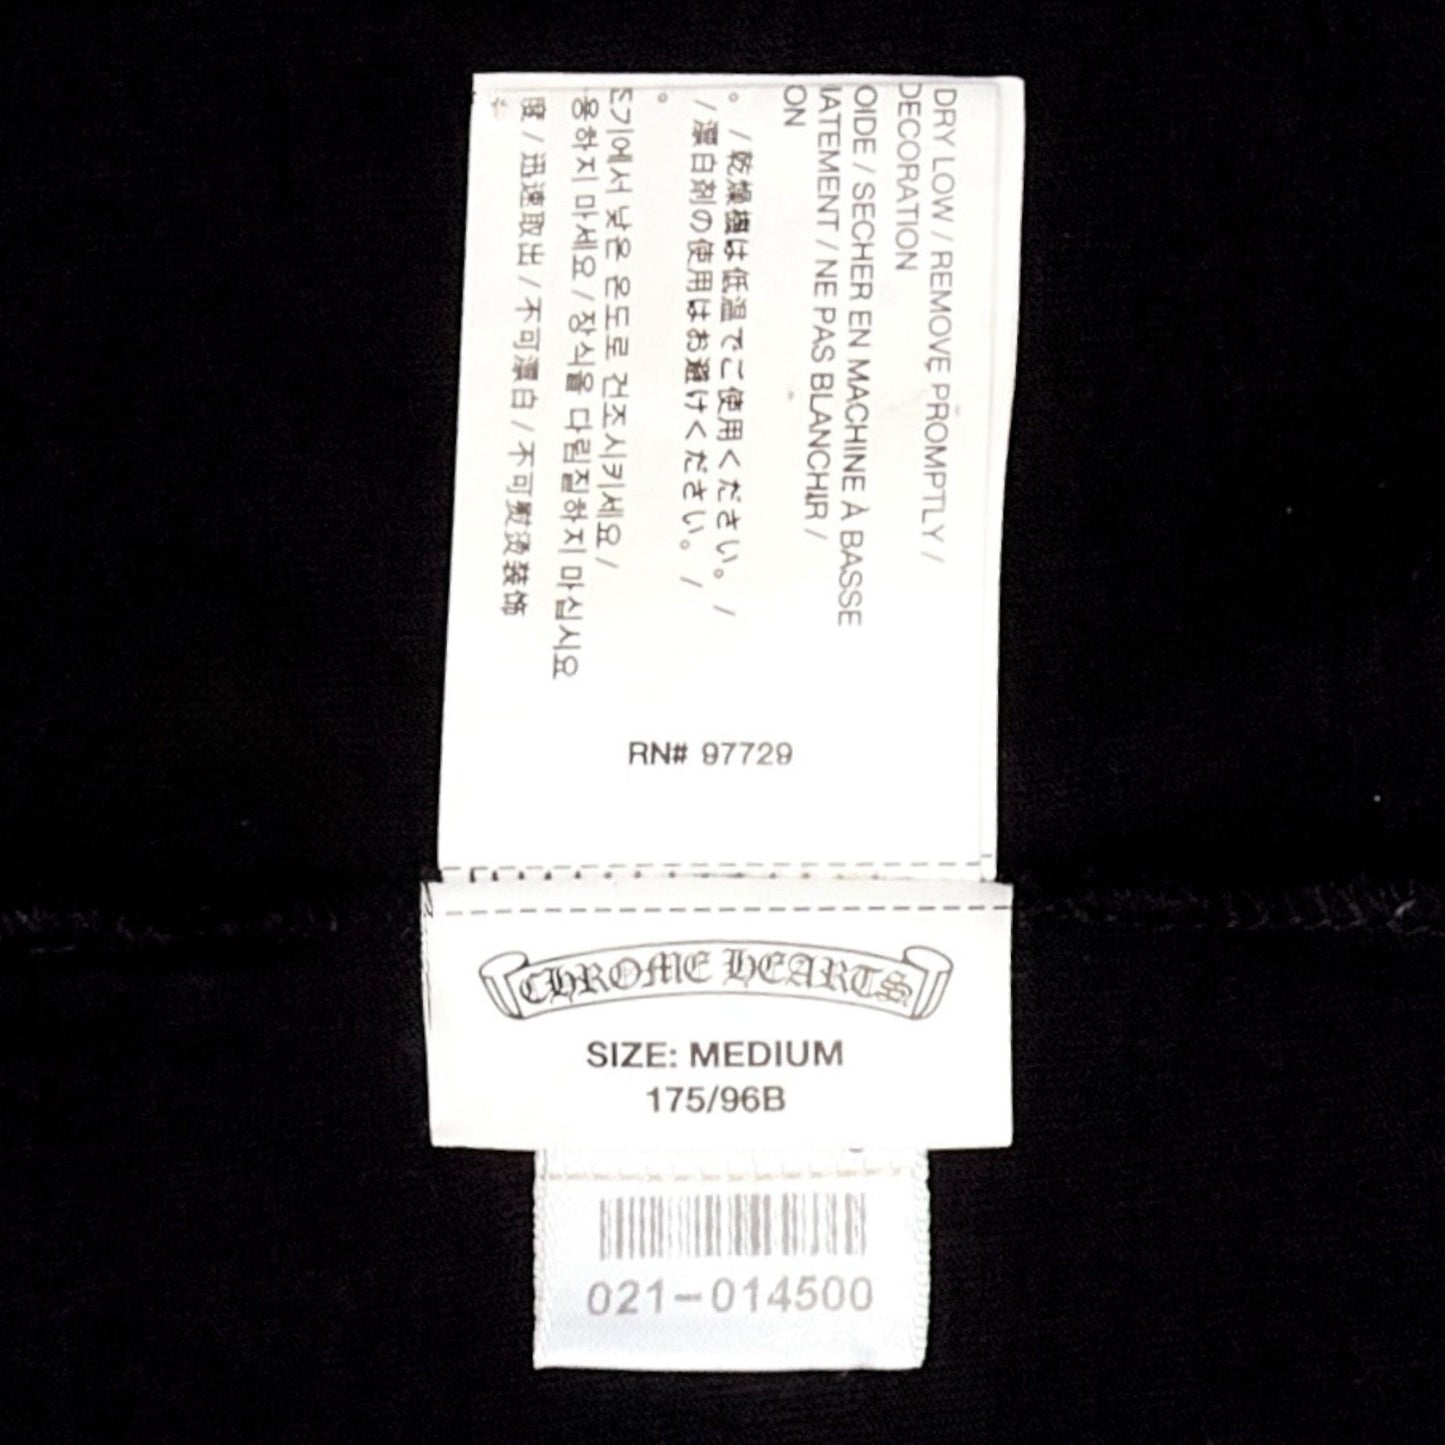 DRY LOW / REMOVE PROMPTLY /
DECORATION
OIDE / SECHER EN MACHINE À BASSE
IATEMENT / NE PAS BLANCHIR /
ON
。 / 乾燥機は低温でご使用ください。 /
/ 漂白剤の使用はお避けください。 /
。
기에서 낮은 온도로 건조시키세요 /
용하지 마세요 / 장식을 다림질하지 마십시오
/ 迅速取出 / 不可漂白 / 不可熨烫装饰
RN# 97729
CHROME HEARTS
SIZE: MEDIUM
175/96B
021-014500